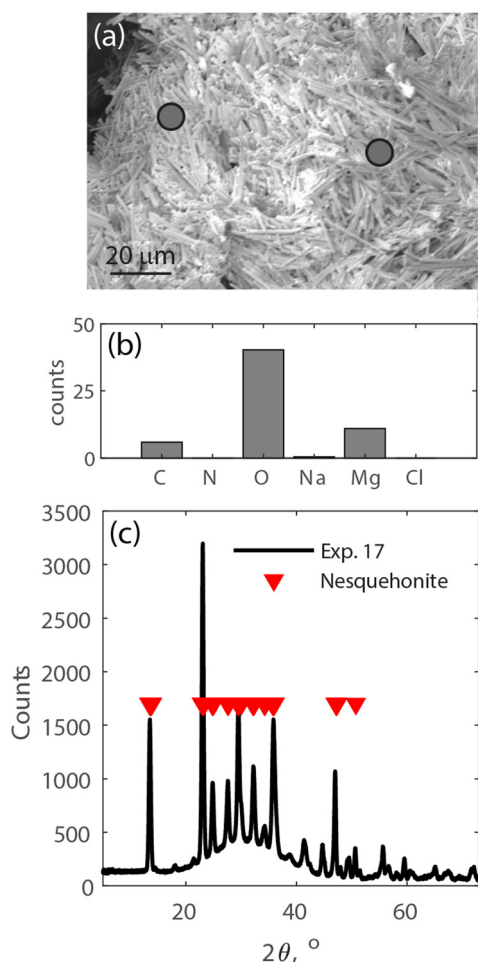 (a)
20 μm
(b)
50
25
0
counts
C N O Na Mg Cl
(c)
3500
3000
2500
2000
1500
1000
500
0
Counts
Exp. 17
Nesquehonite
20 40 60
2θ, °